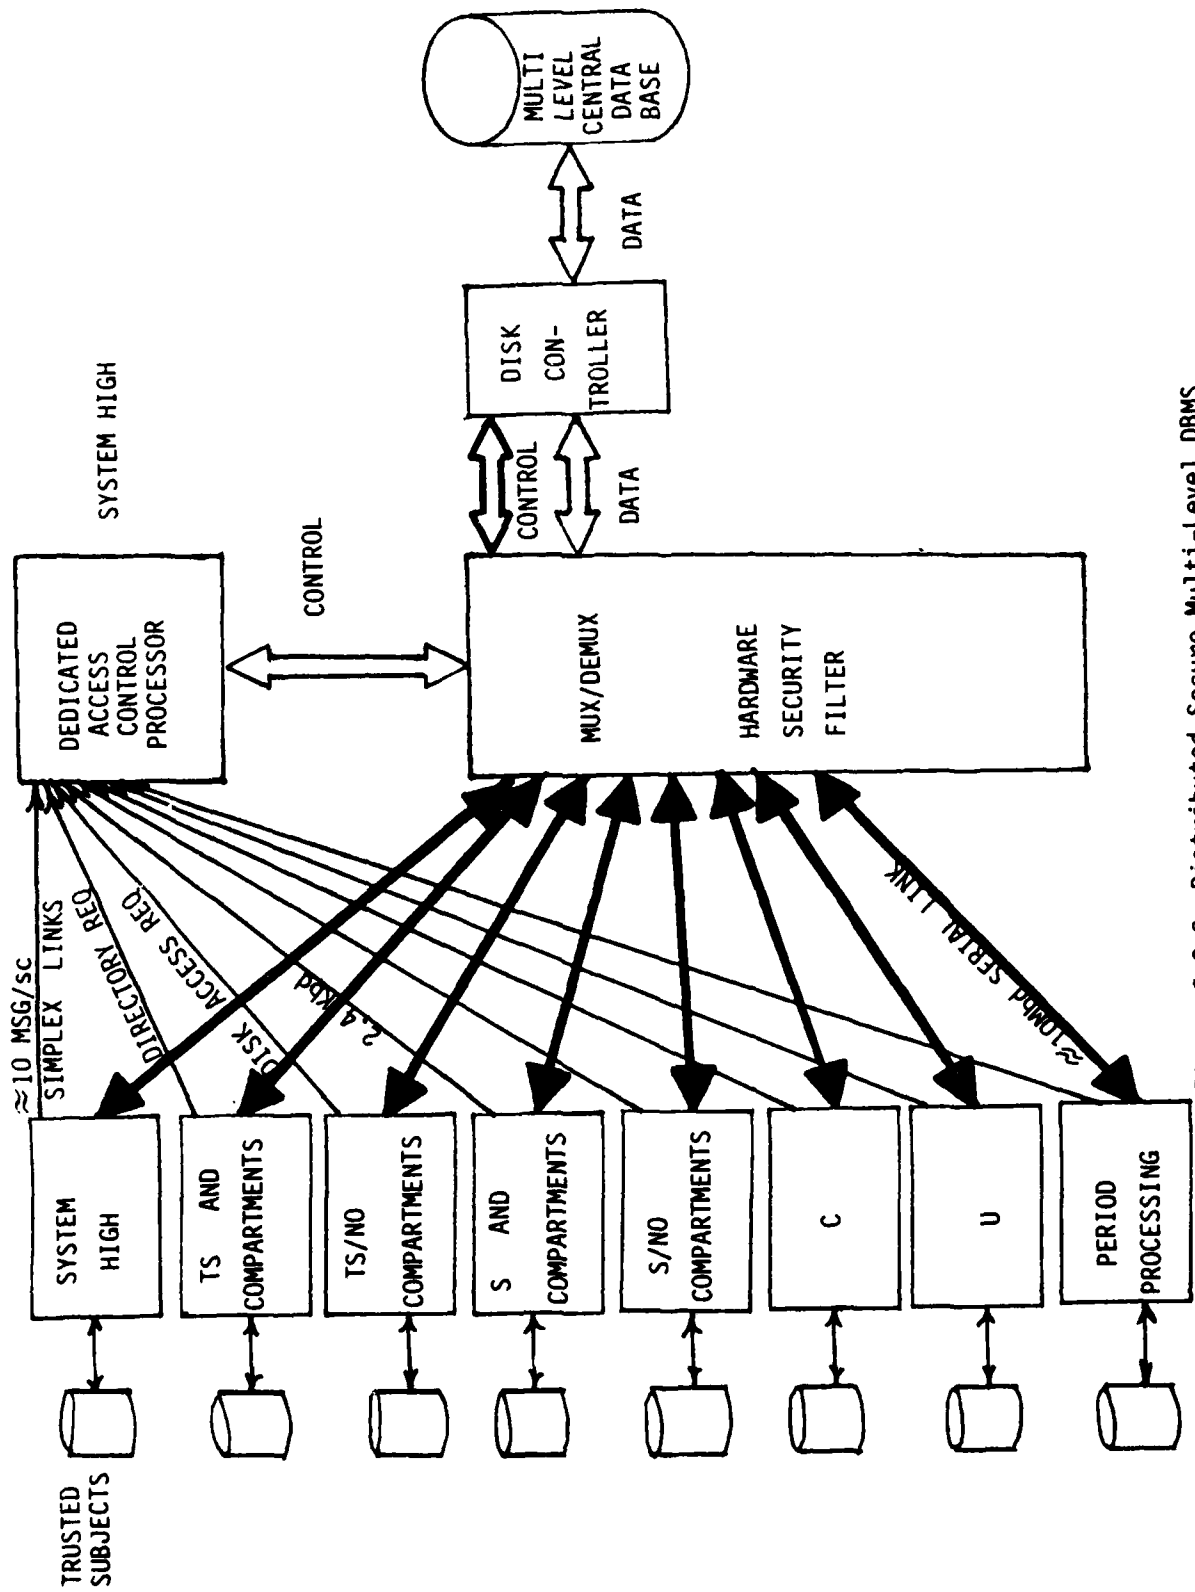 TRUSTED
SUBJECTS
SYSTEM
HIGH
TS AND
COMPARTMENTS
TS/NO
COMPARTMENTS
S AND
COMPARTMENTS
S/NO
COMPARTMENTS
C
U
PERIOD
PROCESSING
≈10 MSG/sc
SIMPLEX LINKS
DIRECTORY REQ
DISK ACCESS REQ
2.4 Kbd
≈10Mbd SERIAL LINK
DEDICATED
ACCESS
CONTROL
PROCESSOR
SYSTEM HIGH
CONTROL
MUX/DEMUX
HARDWARE
SECURITY
FILTER
CONTROL
DATA
DISK
CON-
TROLLER
DATA
MULTI
LEVEL
CENTRAL
DATA
BASE
Distributed Secure Multi-Level DBMS